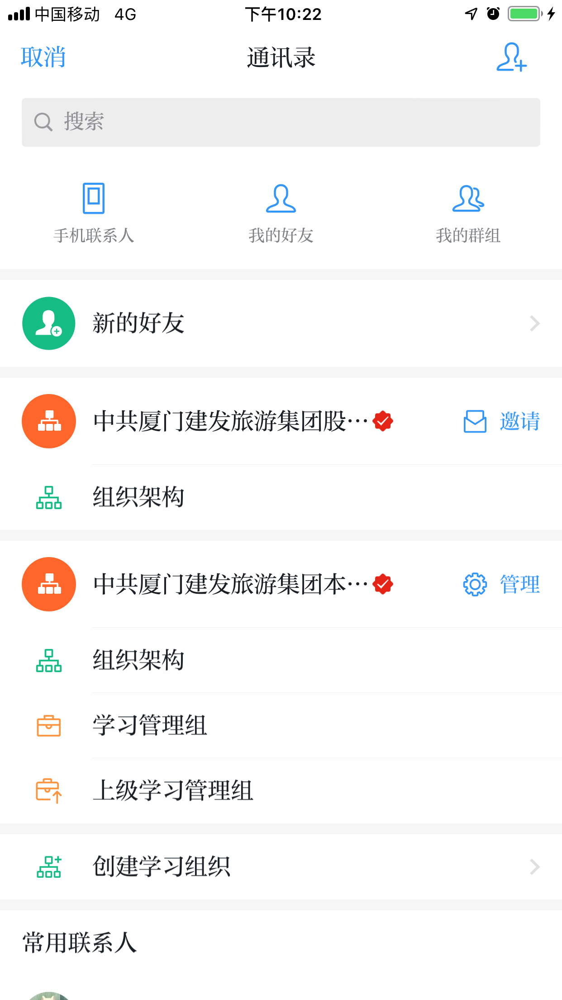 中国移动 4G 下午10:22
取消 通讯录
搜索
手机联系人 我的好友 我的群组
新的好友
中共厦门建发旅游集团股… 邀请
组织架构
中共厦门建发旅游集团本… 管理
组织架构
学习管理组
上级学习管理组
创建学习组织
常用联系人